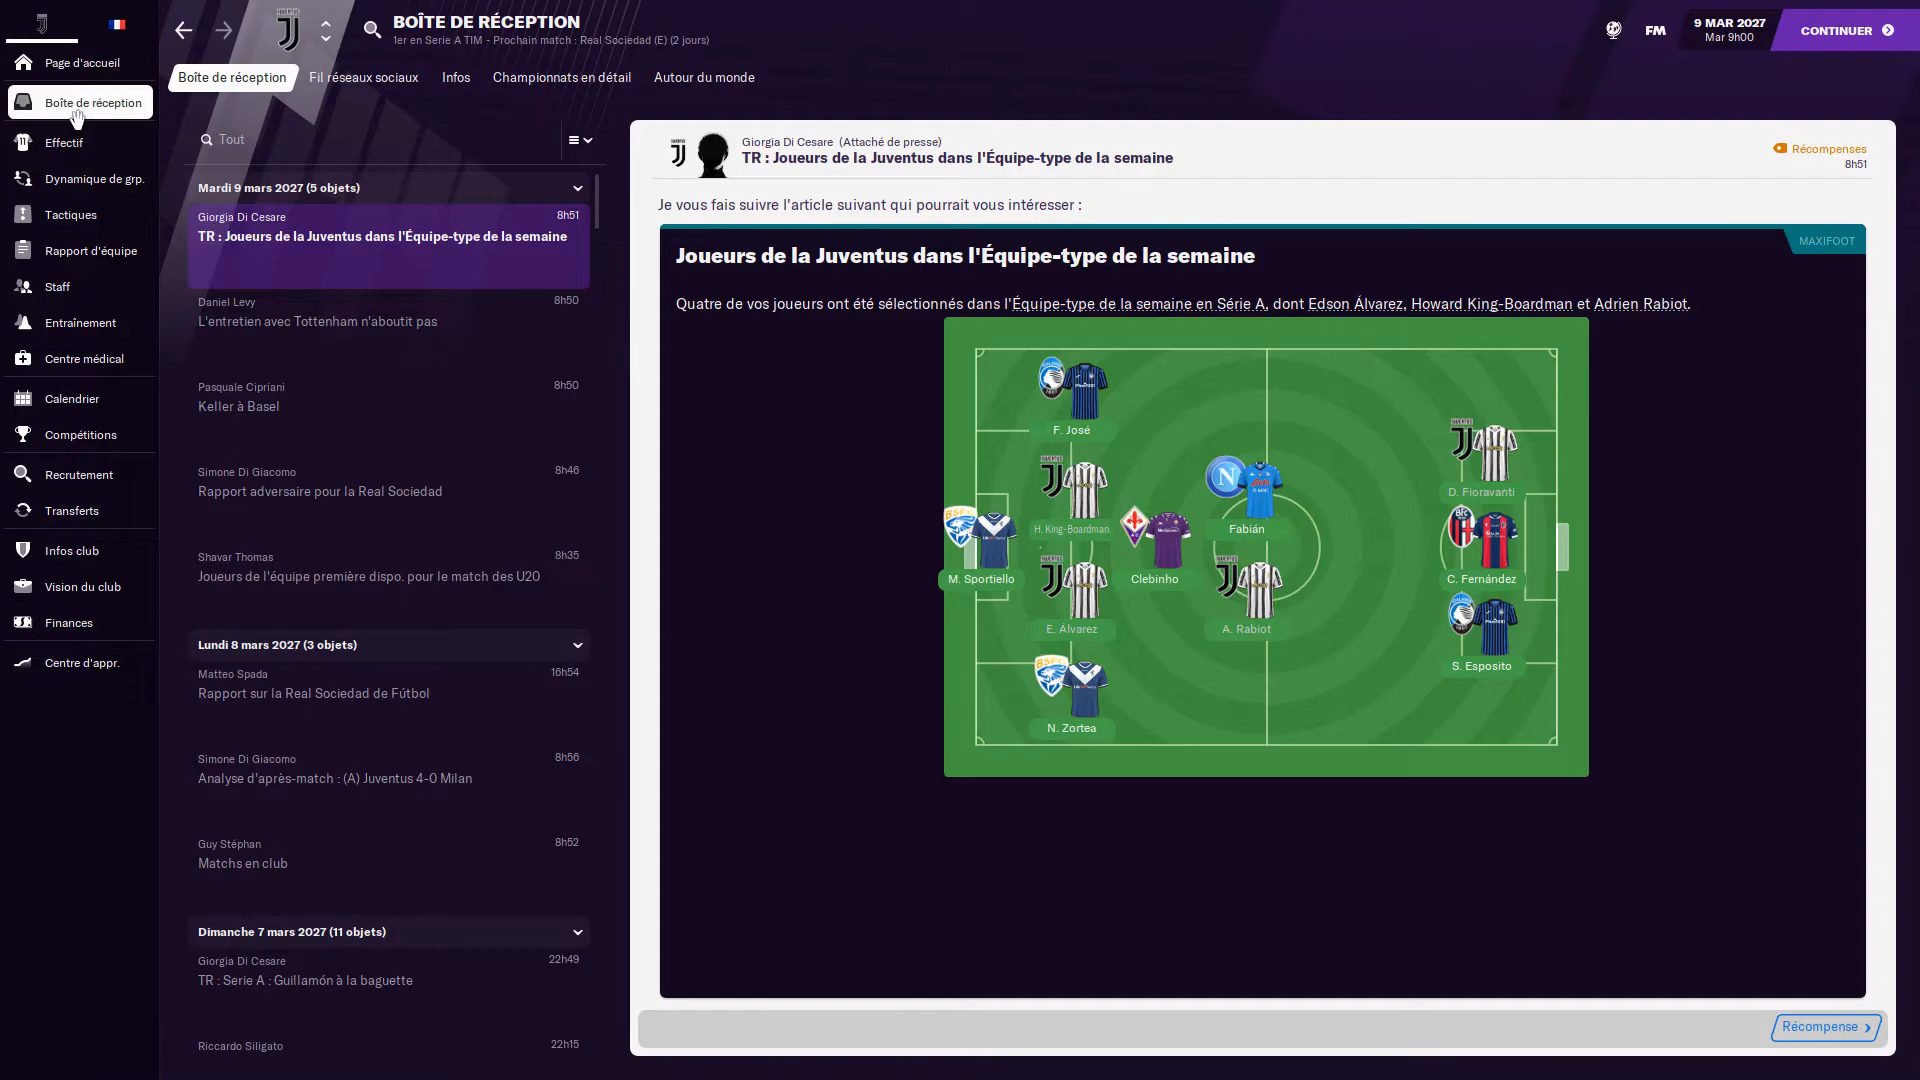 BOÎTE DE RÉCEPTION
1er en Serie A TIM - Prochain match : Real Sociedad (E) (2 jours)
FM
9 MAR 2027
Mar 9h00
CONTINUER
Page d'accueil
Boîte de réception
Effectif
Dynamique de grp.
Tactiques
Rapport d'équipe
Staff
Entraînement
Centre médical
Calendrier
Compétitions
Recrutement
Transferts
Infos club
Vision du club
Finances
Centre d'appr.
Boîte de réception
Fil réseaux sociaux
Infos
Championnats en détail
Autour du monde
Tout
Mardi 9 mars 2027 (5 objets)
Giorgia Di Cesare 8h51
TR : Joueurs de la Juventus dans l'Équipe-type de la semaine
Daniel Levy 8h50
L'entretien avec Tottenham n'aboutit pas
Pasquale Cipriani 8h50
Keller à Basel
Simone Di Giacomo 8h46
Rapport adversaire pour la Real Sociedad
Shavar Thomas 8h35
Joueurs de l'équipe première dispo. pour le match des U20
Lundi 8 mars 2027 (3 objets)
Matteo Spada 16h54
Rapport sur la Real Sociedad de Fútbol
Simone Di Giacomo 8h56
Analyse d'après-match : (A) Juventus 4-0 Milan
Guy Stéphan 8h52
Matchs en club
Dimanche 7 mars 2027 (11 objets)
Giorgia Di Cesare 22h49
TR : Serie A : Guillamón à la baguette
Riccardo Siligato 22h15
Giorgia Di Cesare (Attaché de presse)
TR : Joueurs de la Juventus dans l'Équipe-type de la semaine
Récompenses
8h51
Je vous fais suivre l'article suivant qui pourrait vous intéresser :
MAXIFOOT
Joueurs de la Juventus dans l'Équipe-type de la semaine
Quatre de vos joueurs ont été sélectionnés dans l'Équipe-type de la semaine en Série A, dont Edson Álvarez, Howard King-Boardman et Adrien Rabiot.
F. José
D. Fioravanti
H. King-Boardman
Fabián
M. Sportiello
Clebinho
C. Fernández
E. Álvarez
A. Rabiot
S. Esposito
N. Zortea
Récompense